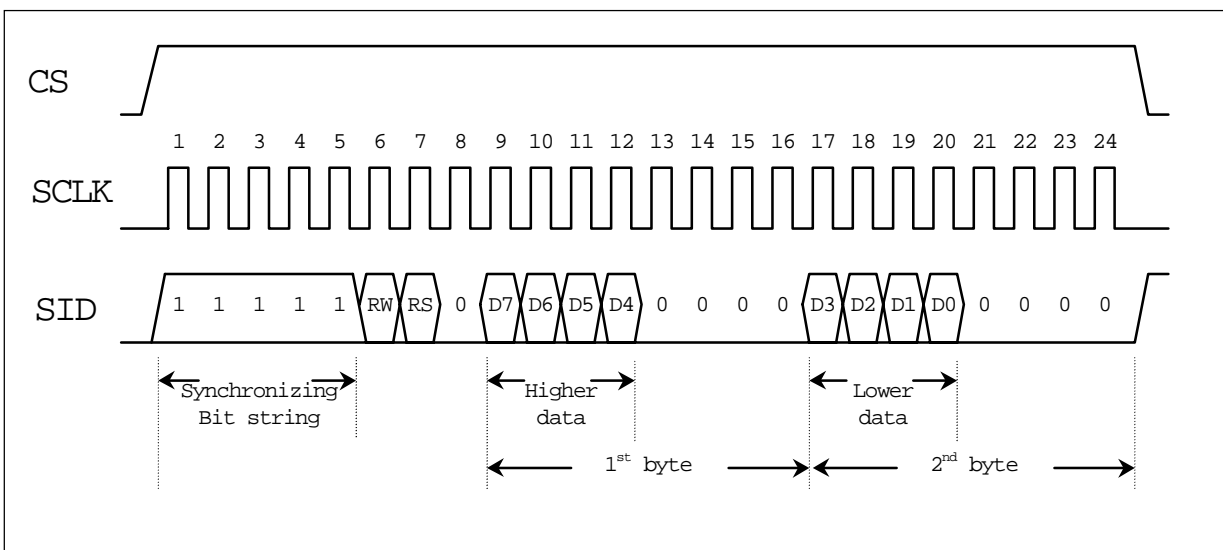 CS
1 2 3 4 5 6 7 8 9 10 11 12 13 14 15 16 17 18 19 20 21 22 23 24
SCLK
SID
1 1 1 1 1 RW RS 0 D7 D6 D5 D4 0 0 0 0 D3 D2 D1 D0 0 0 0 0
Synchronizing Higher Lower
Bit string data data
1st byte 2nd byte